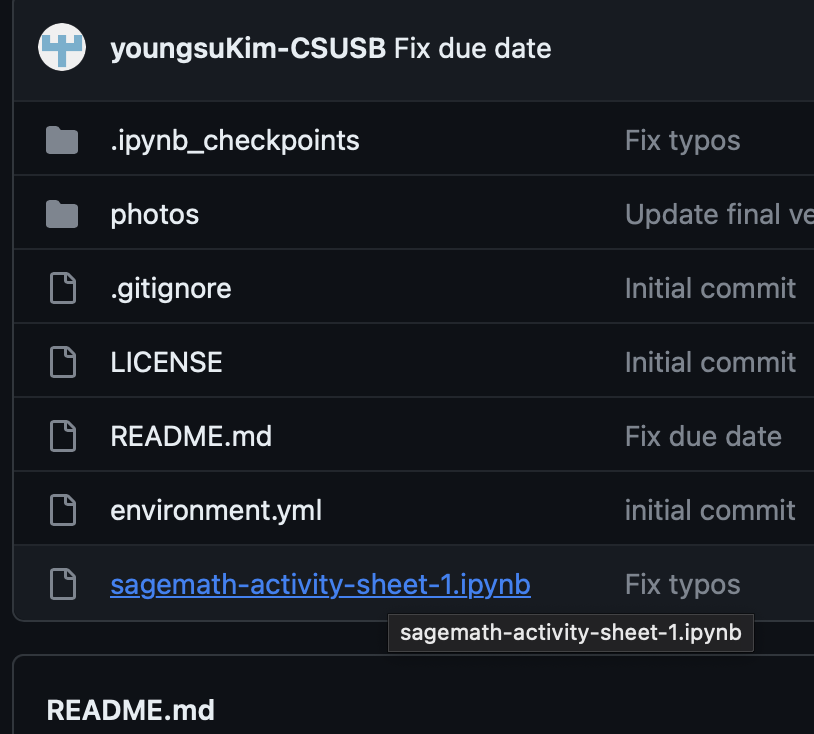 youngsuKim-CSUSB Fix due date
.ipynb_checkpoints Fix typos
photos Update final ve
.gitignore Initial commit
LICENSE Initial commit
README.md Fix due date
environment.yml initial commit
sagemath-activity-sheet-1.ipynb Fix typos
sagemath-activity-sheet-1.ipynb
README.md